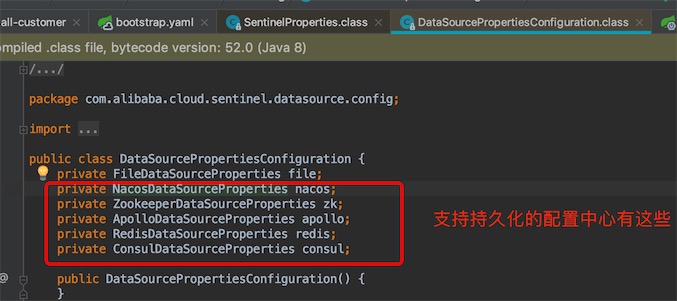 all-customer
bootstrap.yaml
SentinelProperties.class
DataSourcePropertiesConfiguration.class
ompiled .class file, bytecode version: 52.0 (Java 8)
/.../
package com.alibaba.cloud.sentinel.datasource.config;
import ...
public class DataSourcePropertiesConfiguration {
private FileDataSourceProperties file;
private NacosDataSourceProperties nacos;
private ZookeeperDataSourceProperties zk;
private ApolloDataSourceProperties apollo;
private RedisDataSourceProperties redis;
private ConsulDataSourceProperties consul;
支持持久化的配置中心有这些
@ public DataSourcePropertiesConfiguration() {
}